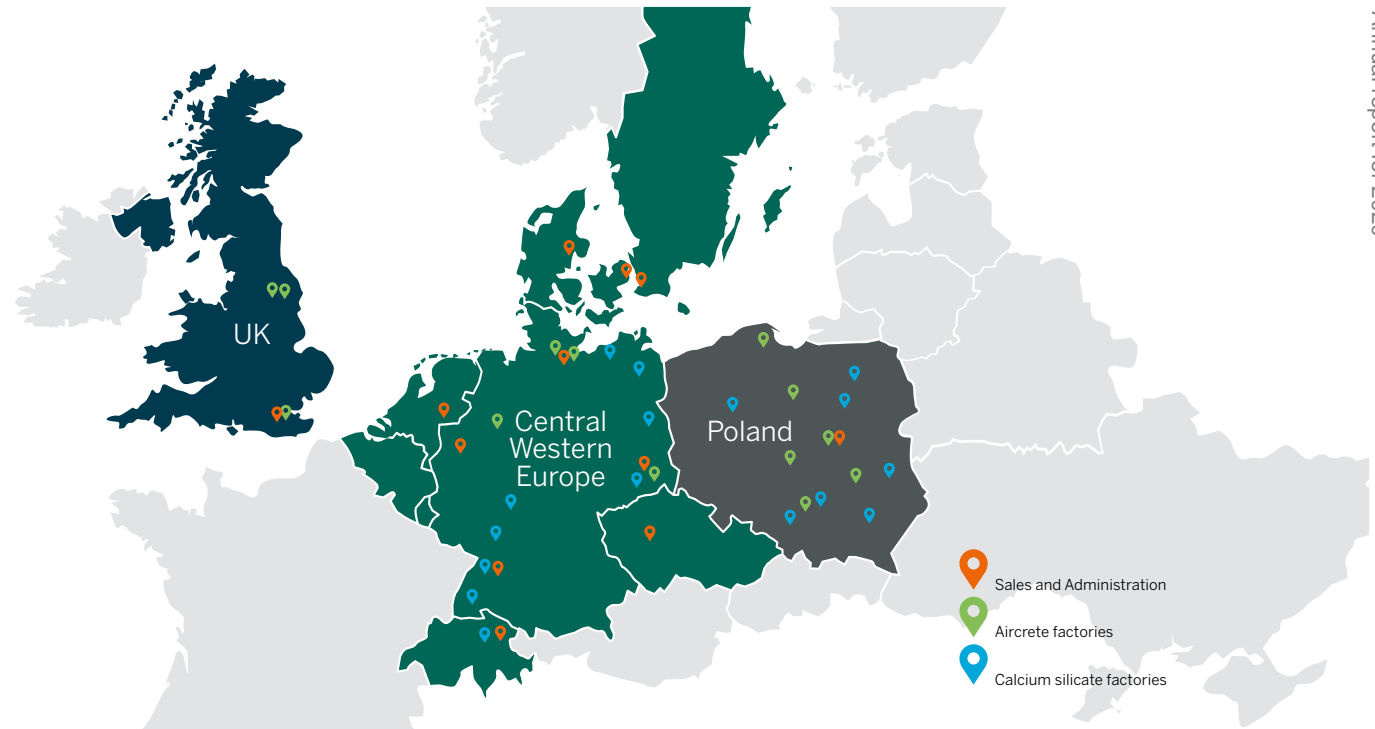 UK
Central
Western
Europe
Poland
Sales and Administration
Aircrete factories
Calcium silicate factories